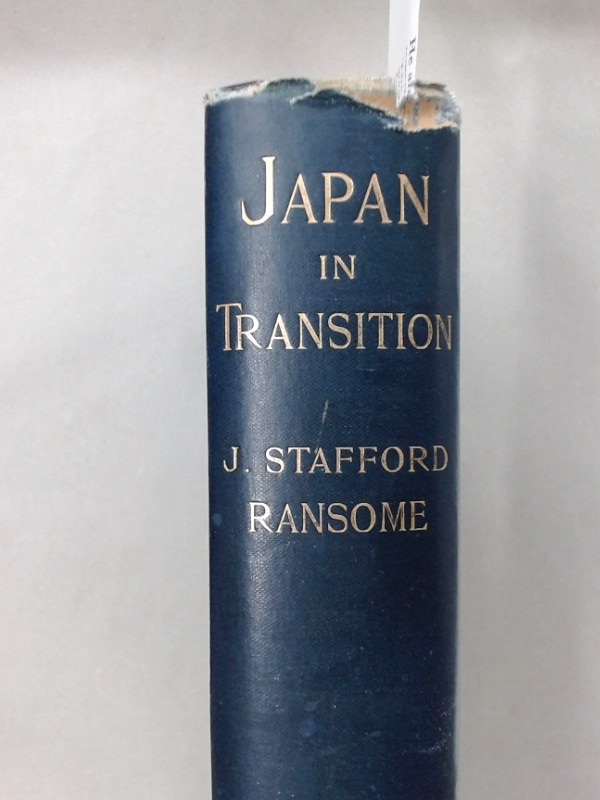 JAPAN
IN
TRANSITION
J. STAFFORD
RANSOME